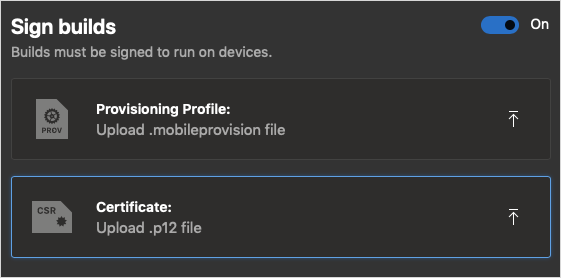 Sign builds
On
Builds must be signed to run on devices.
PROV
Provisioning Profile:
Upload .mobileprovision file
CSR
Certificate:
Upload .p12 file